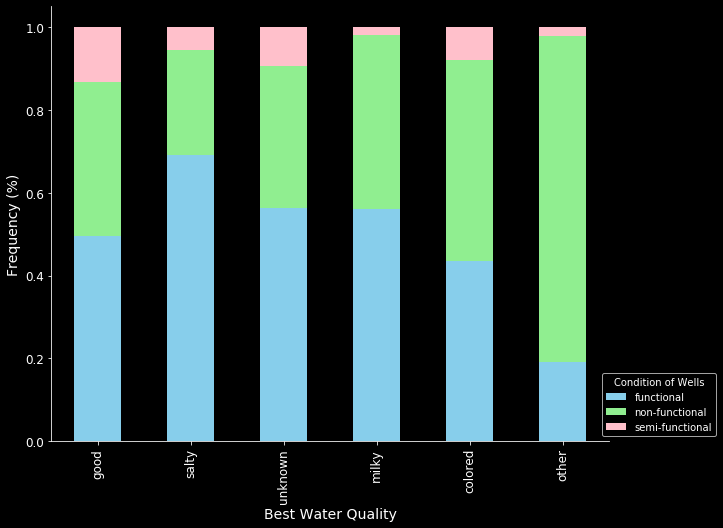 1.0
0.8
0.6
0.4
0.2
0.0
Frequency (%)
good
salty
unknown
milky
colored
other
Best Water Quality
Condition of Wells
functional
non-functional
semi-functional